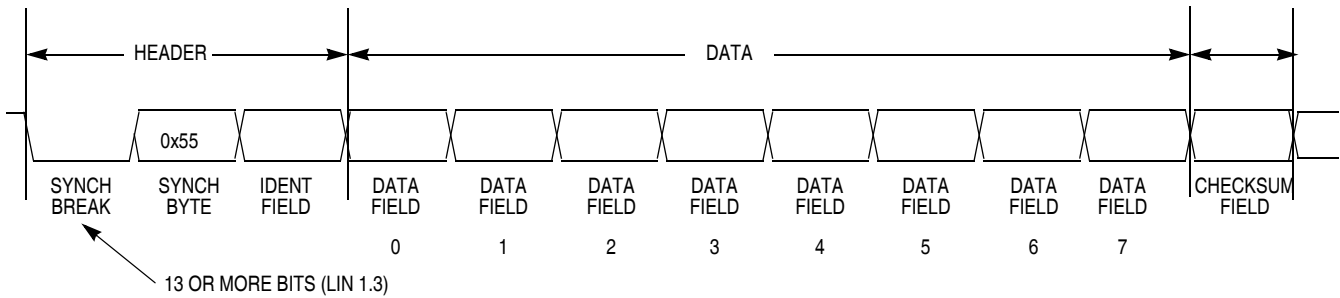 HEADER
DATA
0x55
SYNCH BREAK
SYNCH BYTE
IDENT FIELD
DATA FIELD 0
DATA FIELD 1
DATA FIELD 2
DATA FIELD 3
DATA FIELD 4
DATA FIELD 5
DATA FIELD 6
DATA FIELD 7
CHECKSUM FIELD
13 OR MORE BITS (LIN 1.3)